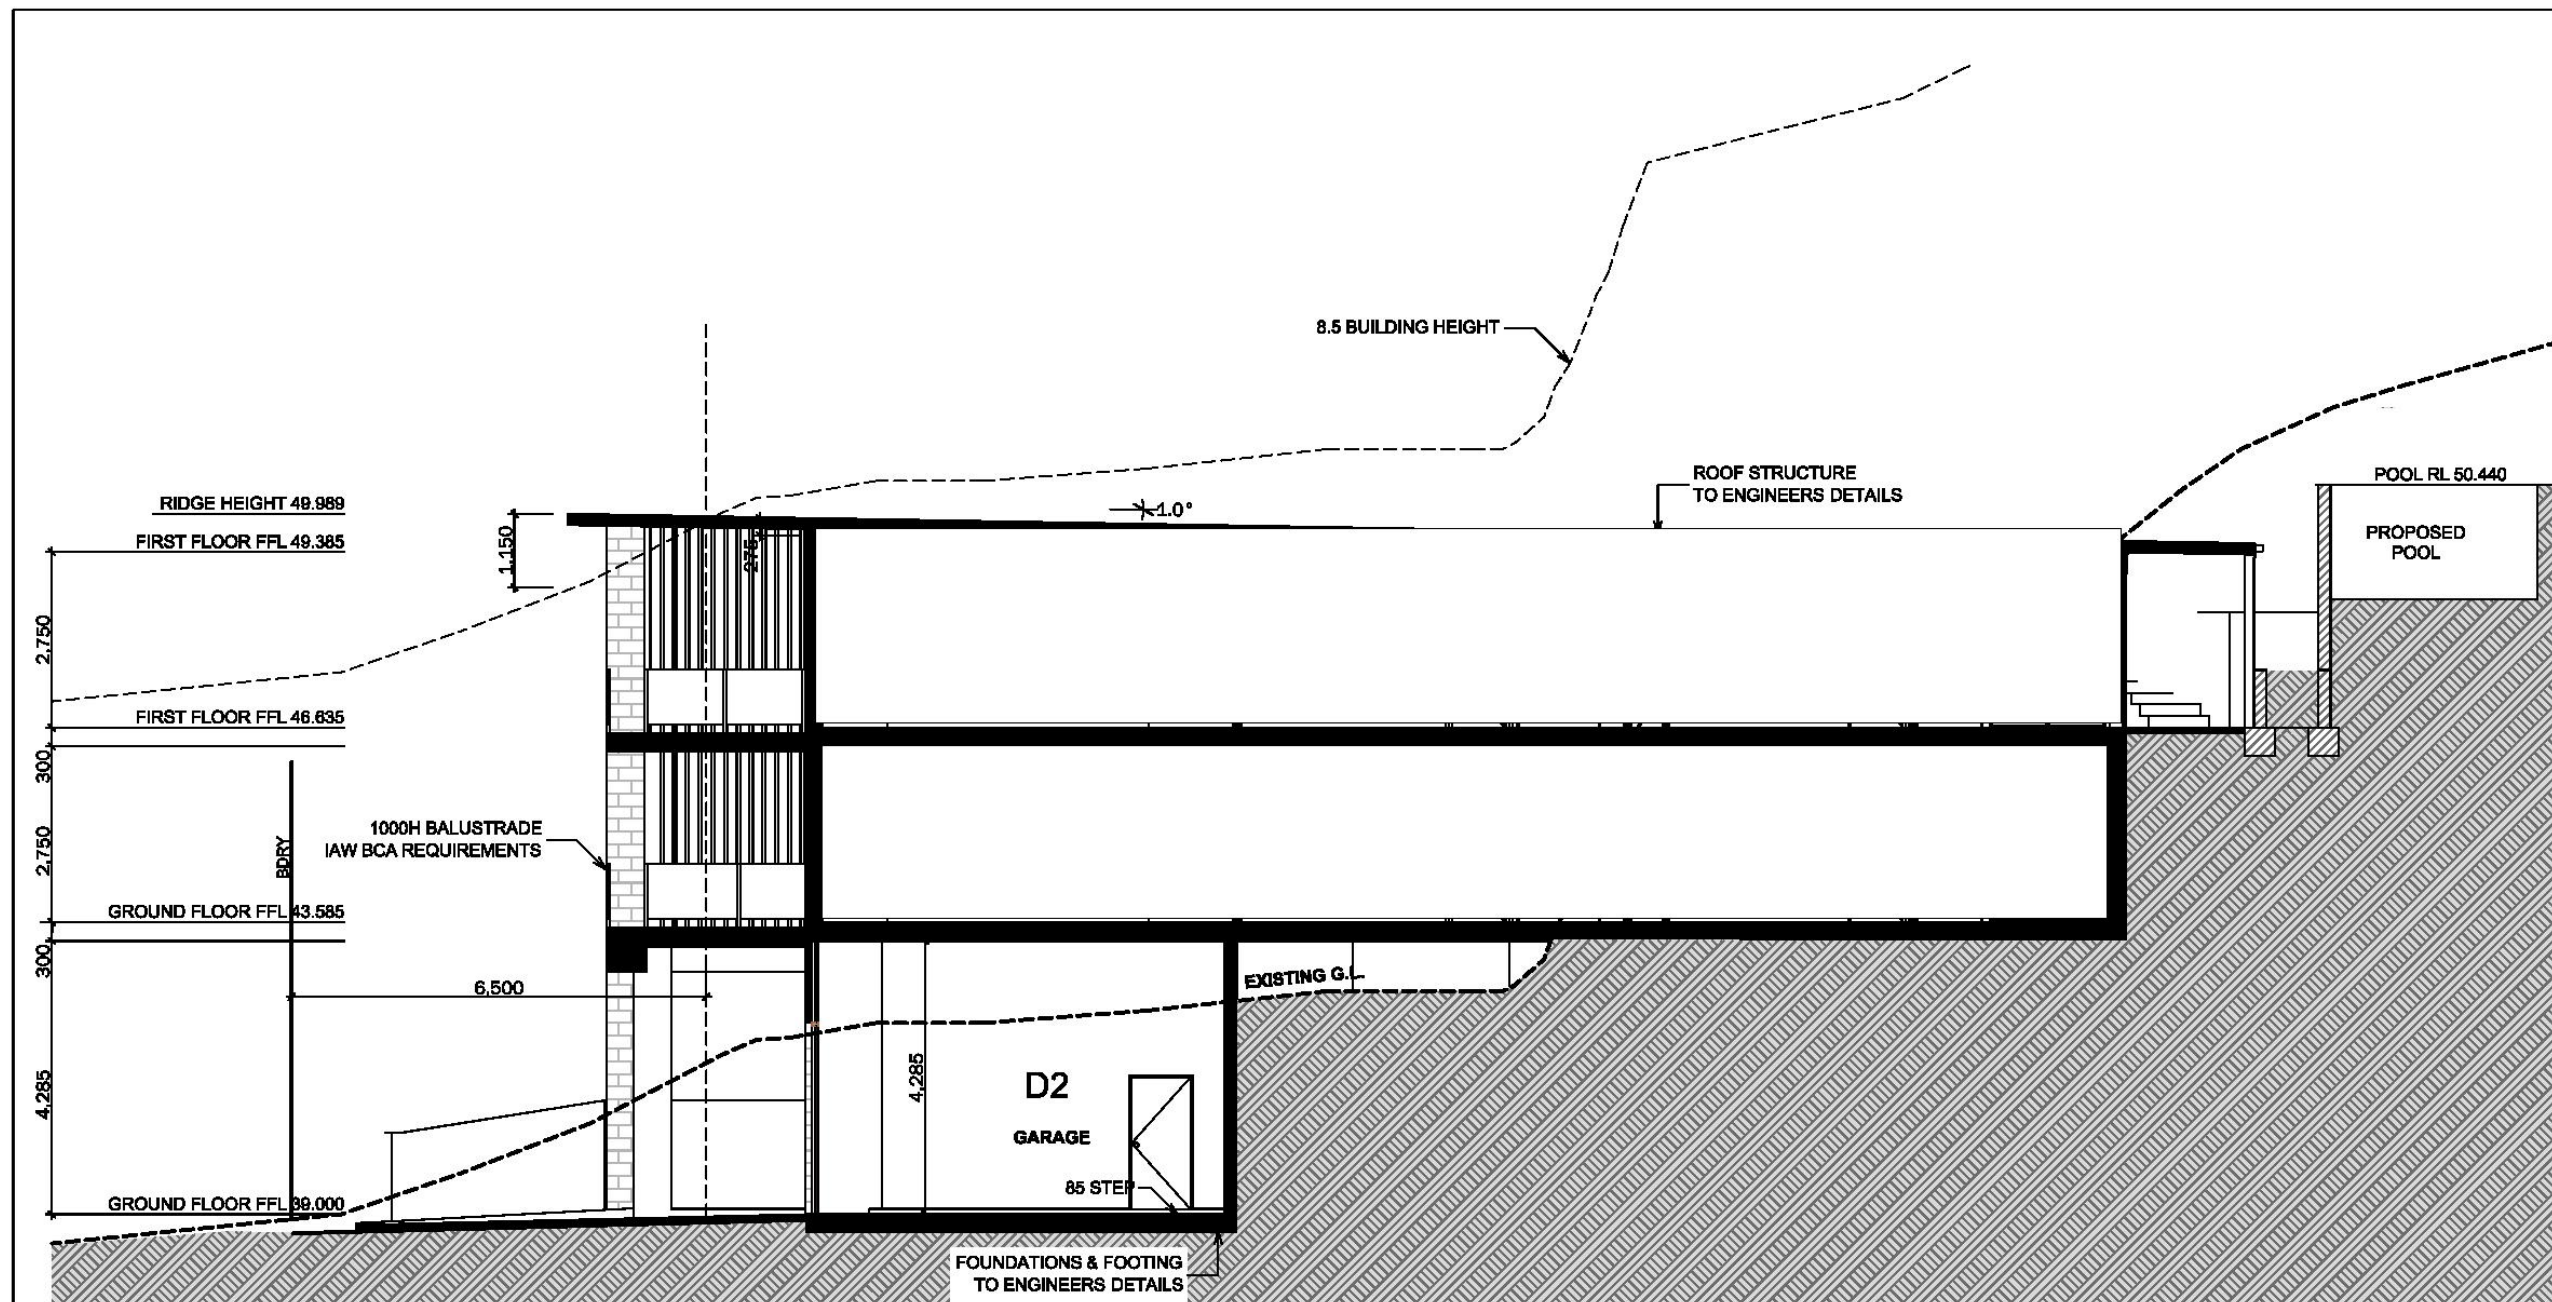 8.5 BUILDING HEIGHT
ROOF STRUCTURE
TO ENGINEERS DETAILS
POOL RL 50.440
PROPOSED
POOL
RIDGE HEIGHT 49.989
1.0°
FIRST FLOOR FFL 49.385
1,150
275
2,750
FIRST FLOOR FFL 46.635
300
1000H BALUSTRADE
IAW BCA REQUIREMENTS
2,750
BDRY
GROUND FLOOR FFL 43.585
300
6,500
EXISTING G.L.
4,285
4,285
D2
GARAGE
85 STEP
GROUND FLOOR FFL 39.000
FOUNDATIONS & FOOTING
TO ENGINEERS DETAILS